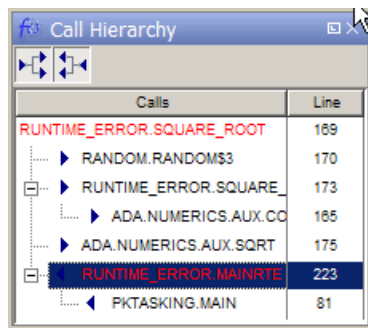 Call Hierarchy
Calls Line
RUNTIME_ERROR.SQUARE_ROOT 169
RANDOM.RANDOM$3 170
RUNTIME_ERROR.SQUARE_ 173
ADA.NUMERICS.AUX.CO 165
ADA.NUMERICS.AUX.SQRT 175
RUNTIME_ERROR.MAINRTE 223
PKTASKING.MAIN 81